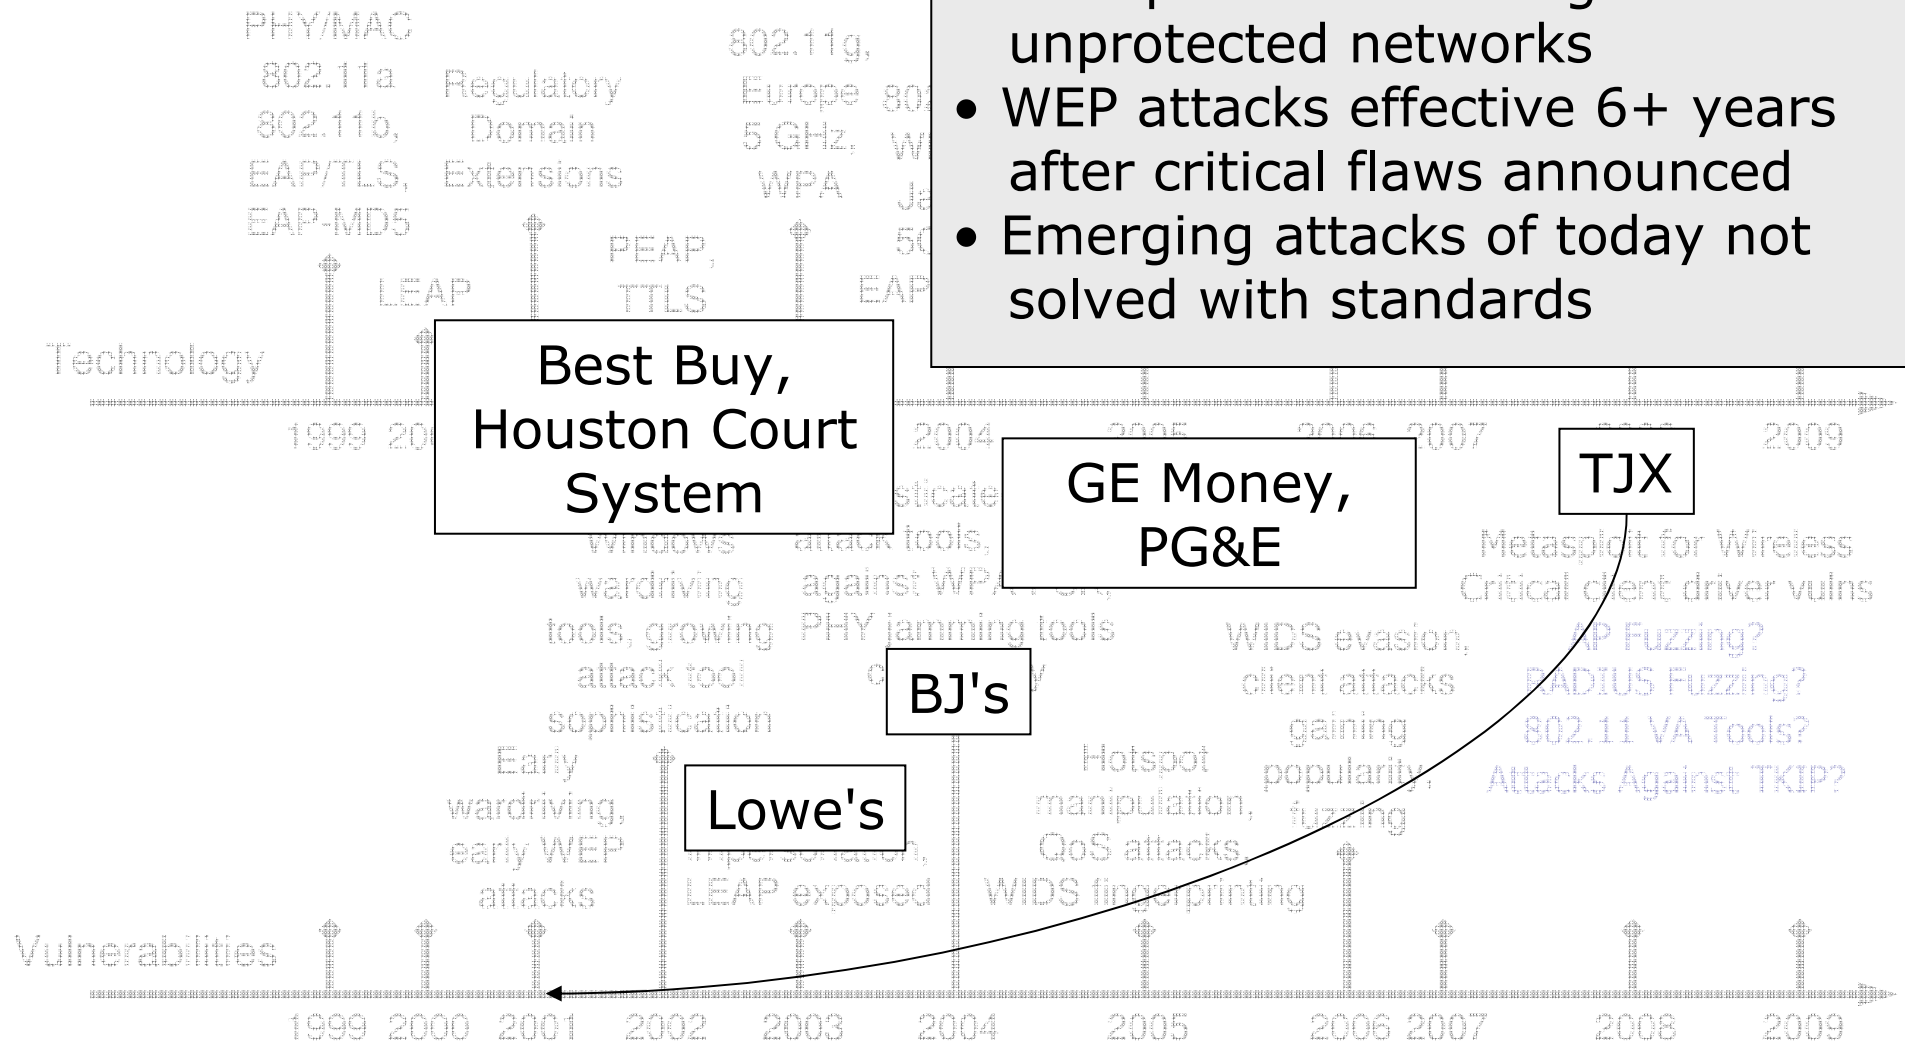 PHY/MAC
802.11a
802.11b,
EAP/TLS,
EAP-MD5
LEAP
Regulatory
Domain
Extensions
PEAP,
TTLS
802.11g,
Europe
5 GHz,
WPA
unprotected networks
• WEP attacks effective 6+ years
after critical flaws announced
• Emerging attacks of today not
solved with standards
Technology
1999
2004
2007
2009
Best Buy,
Houston Court
System
GE Money,
PG&E
TJX
BJ's
Lowe's
Early
wardriving,
early WEP
attacks
wardriving
tools, growing
attack tool
sophistication
attack tools,
against
PHY jamming tools
LEAP exposed
Hotspot
manipulation,
QoS attacks,
WIDS fingerprinting
WIDS evasion,
client attacks
gaining
popularity,
fuzzing
Metasploit for Wireless
Critical client driver vulns
AP Fuzzing?
RADIUS Fuzzing?
802.11 VA Tools?
Attacks Against TKIP?
Vulnerabilities
1999 2000 2001 2002 2003 2004 2005 2006 2007 2008 2009